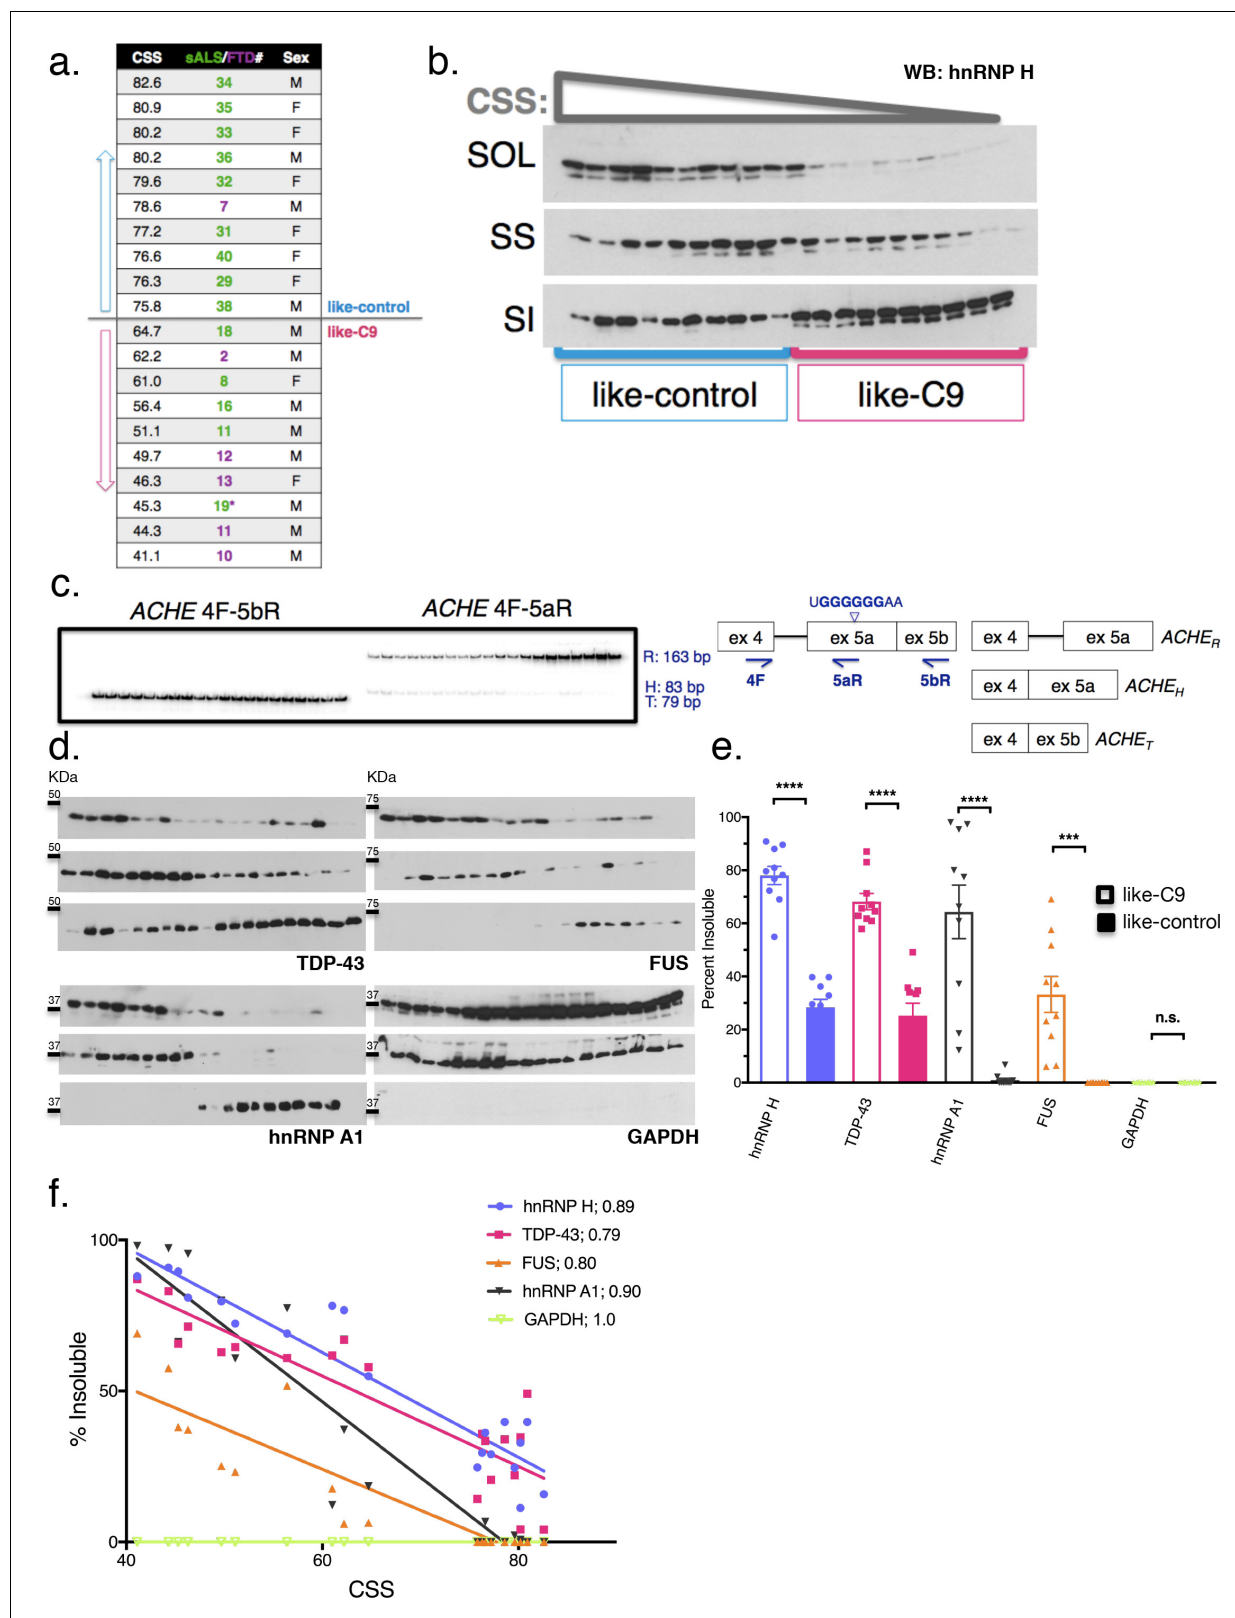 a.
CSS sALS/FTD# Sex
82.6 34 M
80.9 35 F
80.2 33 F
80.2 36 M
79.6 32 F
78.6 7 M
77.2 31 F
76.6 40 F
76.3 29 F
75.8 38 M like-control
64.7 18 M like-C9
62.2 2 M
61.0 8 F
56.4 16 M
51.1 11 M
49.7 12 M
46.3 13 F
45.3 19* M
44.3 11 M
41.1 10 M
b.
WB: hnRNP H
CSS:
SOL
SS
SI
like-control like-C9
c.
ACHE 4F-5bR ACHE 4F-5aR
R: 163 bp
H: 83 bp
T: 79 bp
UGGGGGGAA
ex 4 ex 5a ex 5b
4F 5aR 5bR
ex 4 ex 5a ACHER
ex 4 ex 5a ACHEH
ex 4 ex 5b ACHET
d.
KDa KDa
50 75
50 75
50 75
TDP-43 FUS
37 37
37 37
37 37
hnRNP A1 GAPDH
e.
**** **** **** *** n.s.
Percent Insoluble
100
80
60
40
20
0
hnRNP H TDP-43 hnRNP A1 FUS GAPDH
like-C9
like-control
f.
hnRNP H; 0.89
TDP-43; 0.79
FUS; 0.80
hnRNP A1; 0.90
GAPDH; 1.0
% Insoluble
100
50
0
40 60 80
CSS